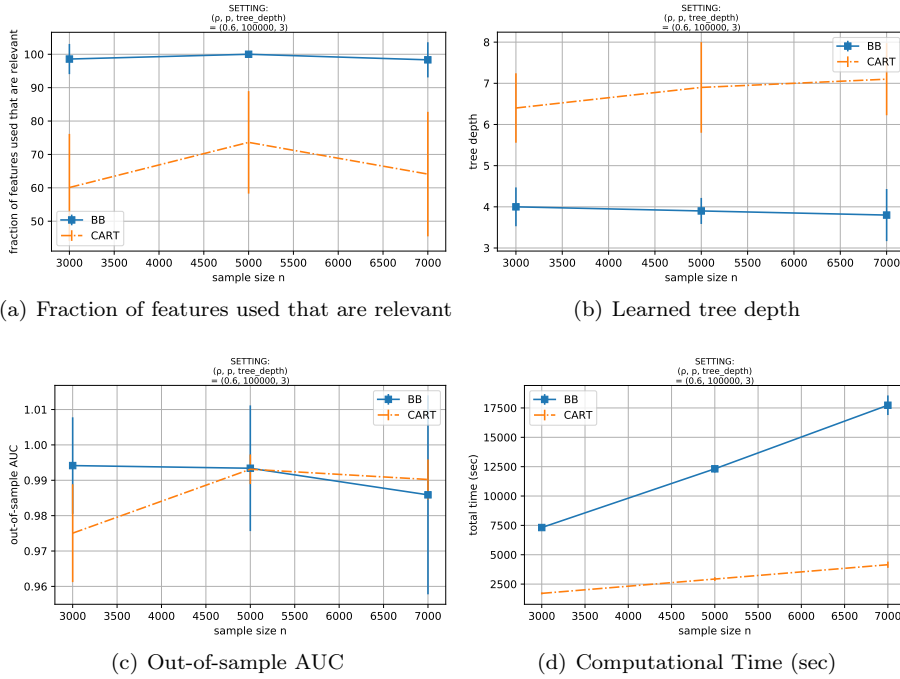 SETTING:
(ρ, p, tree_depth)
= (0.6, 100000, 3)
fraction of features used that are relevant
100
90
80
70
60
50
BB
CART
3000 3500 4000 4500 5000 5500 6000 6500 7000
sample size n
(a) Fraction of features used that are relevant
SETTING:
(ρ, p, tree_depth)
= (0.6, 100000, 3)
tree depth
8
7
6
5
4
3
BB
CART
3000 3500 4000 4500 5000 5500 6000 6500 7000
sample size n
(b) Learned tree depth
SETTING:
(ρ, p, tree_depth)
= (0.6, 100000, 3)
out-of-sample AUC
1.01
1.00
0.99
0.98
0.97
0.96
BB
CART
3000 3500 4000 4500 5000 5500 6000 6500 7000
sample size n
(c) Out-of-sample AUC
SETTING:
(ρ, p, tree_depth)
= (0.6, 100000, 3)
total time (sec)
17500
15000
12500
10000
7500
5000
2500
BB
CART
3000 3500 4000 4500 5000 5500 6000 6500 7000
sample size n
(d) Computational Time (sec)